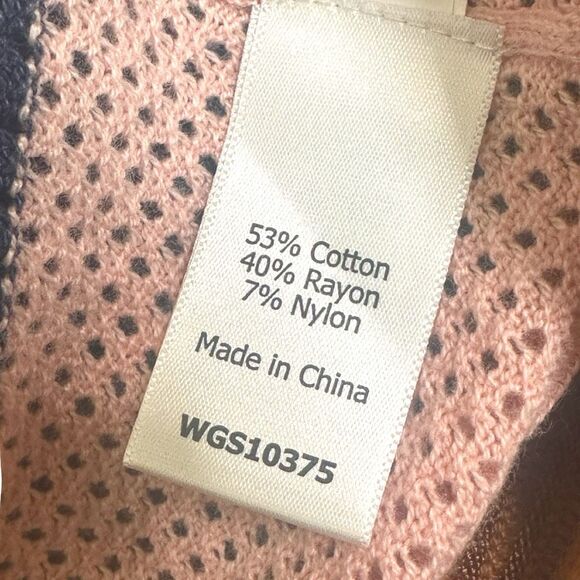 53% Cotton
40% Rayon
7% Nylon
Made in China
WGS10375